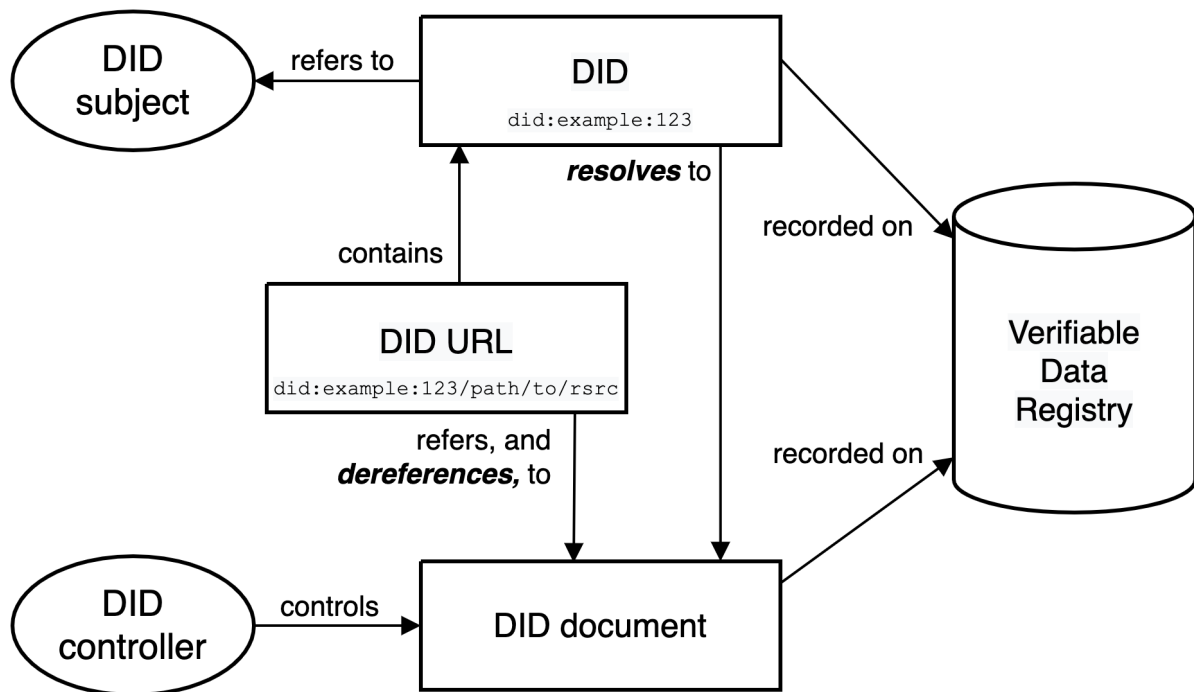 DID
subject
refers to
DID
did:example:123
resolves to
recorded on
contains
DID URL
did:example:123/path/to/rsrc
Verifiable
Data
Registry
refers, and
dereferences, to
recorded on
DID
controller
controls
DID document